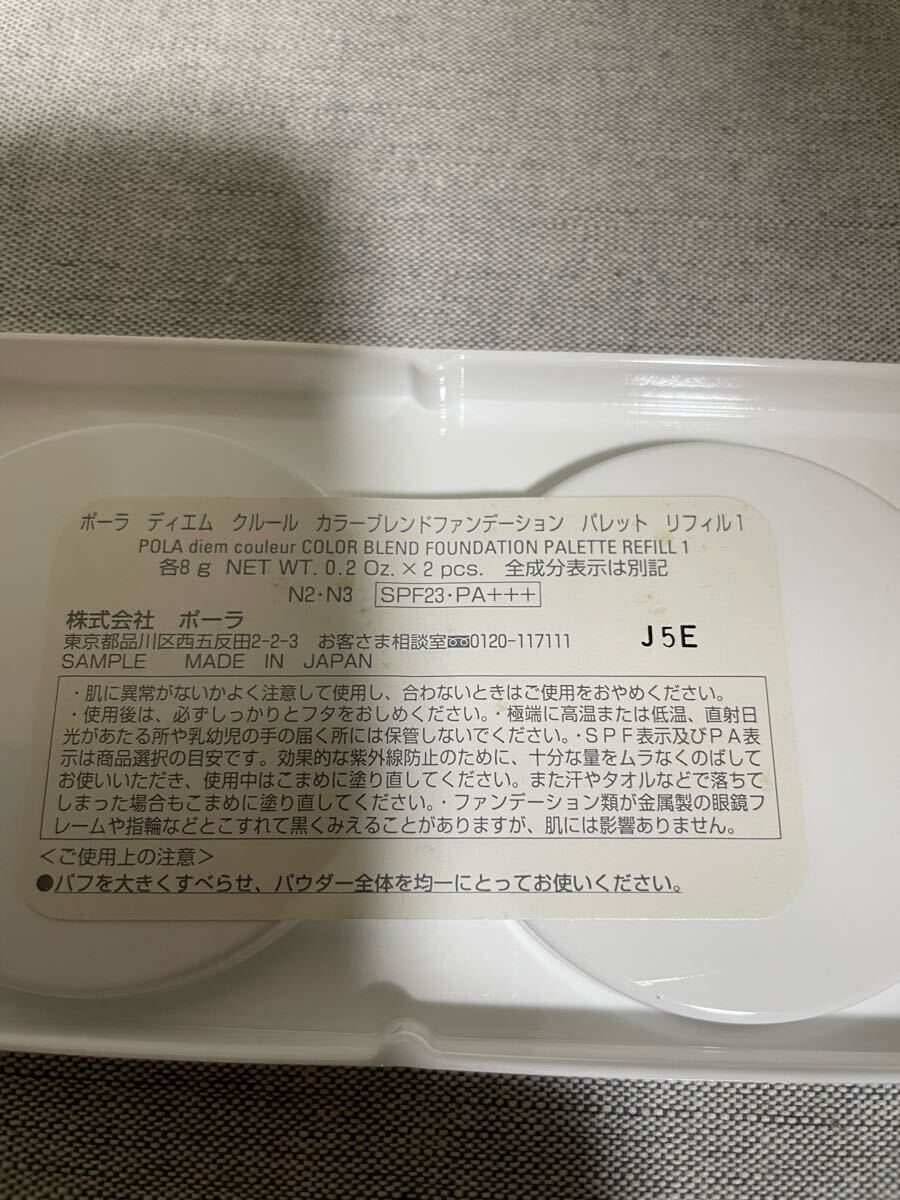 ポーラ ディエム クルール カラーブレンドファンデーション パレット リフィル1
POLA diem couleur COLOR BLEND FOUNDATION PALETTE REFILL 1
各8g NET WT. 0.2 Oz. × 2 pcs. 全成分表示は別記
N2・N3 SPF23・PA+++
株式会社 ポーラ
東京都品川区西五反田2-2-3 お客さま相談室0120-117111 J5E
SAMPLE MADE IN JAPAN
・肌に異常がないかよく注意して使用し、合わないときはご使用をおやめください。
・使用後は、必ずしっかりとフタをおしめください。・極端に高温または低温、直射日
光があたる所や乳幼児の手の届く所には保管しないでください。・SPF表示及びPA表
示は商品選択の目安です。効果的な紫外線防止のために、十分な量をムラなくのばして
お使いいただき、使用中はこまめに塗り直してください。また汗やタオルなどで落ちて
しまった場合もこまめに塗り直してください。・ファンデーション類が金属製の眼鏡フ
レームや指輪などとこすれて黒くみえることがありますが、肌には影響ありません。
<ご使用上の注意>
●パフを大きくすべらせ、パウダー全体を均一にとってお使いください。